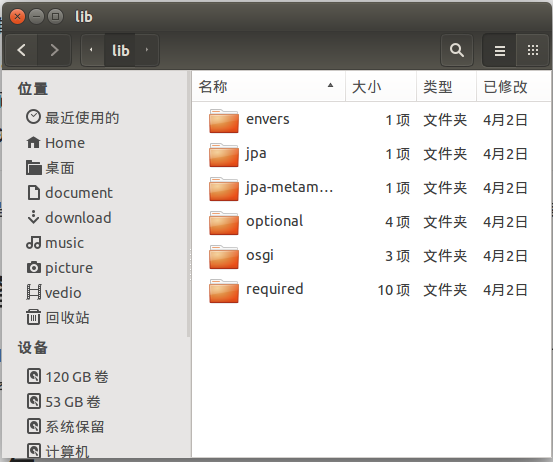 lib
lib
名称 大小 类型 已修改
envers 1 项 文件夹 4月2日
jpa 1 项 文件夹 4月2日
jpa-metam... 1 项 文件夹 4月2日
optional 4 项 文件夹 4月2日
osgi 3 项 文件夹 4月2日
required 10 项 文件夹 4月2日
位置
最近使用的
Home
桌面
document
download
music
picture
vedio
回收站
设备
120 GB 卷
53 GB 卷
系统保留
计算机